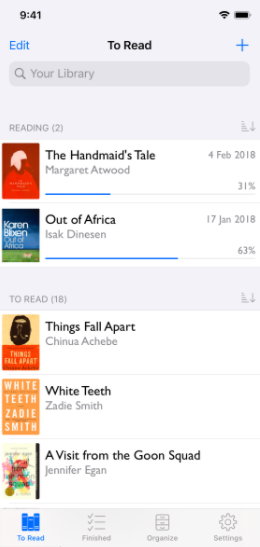 9:41
Edit
To Read
+
Your Library
READING (2)
The Handmaid's Tale
4 Feb 2018
Margaret Atwood
31%
Karen
Blixen
Out of
Africa
Out of Africa
17 Jan 2018
Isak Dinesen
63%
TO READ (18)
THINGS
FALL APART
Things Fall Apart
Chinua Achebe
WHITE
TEETH
ZADIE
SMITH
White Teeth
Zadie Smith
A Visit from the Goon Squad
Jennifer Egan
To Read
Finished
Organize
Settings